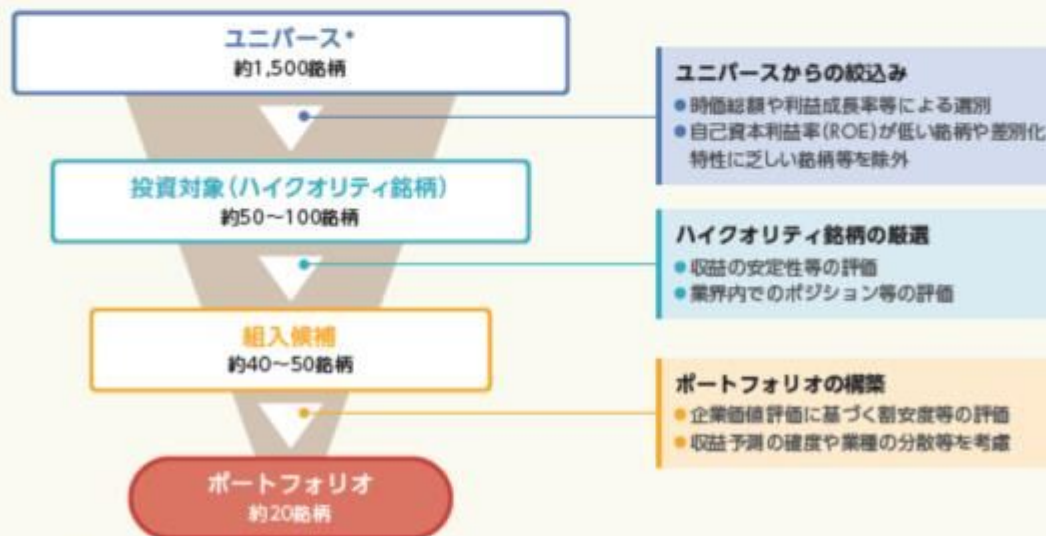 ユニバース*
約1,500銘柄
ユニバースからの絞込み
●時価総額や利益成長率等による選別
●自己資本利益率(ROE)が低い銘柄や差別化
特性に乏しい銘柄等を除外
投資対象(ハイクオリティ銘柄)
約50～100銘柄
ハイクオリティ銘柄の厳選
●収益の安定性等の評価
●業界内でのポジション等の評価
組入候補
約40～50銘柄
ポートフォリオの構築
●企業価値評価に基づく割安度等の評価
●収益予測の確度や業種の分散等を考慮
ポートフォリオ
約20銘柄